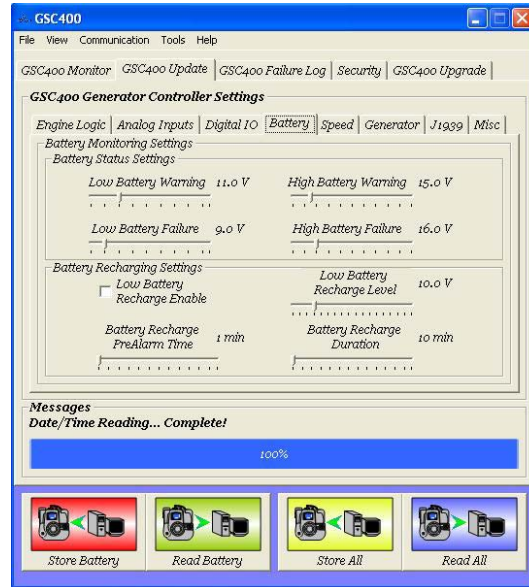 GSC400
File View Communication Tools Help
GSC400 Monitor GSC400 Update GSC400 Failure Log Security GSC400 Upgrade
GSC400 Generator Controller Settings
Engine Logic Analog Inputs Digital IO Battery Speed Generator J1939 Misc
Battery Monitoring Settings
Battery Status Settings
Low Battery Warning 11.0 V High Battery Warning 15.0 V
Low Battery Failure 9.0 V High Battery Failure 16.0 V
Battery Recharging Settings
Low Battery
Recharge Enable
Low Battery
Recharge Level 10.0 V
Battery Recharge
PreAlarm Time 1 min
Battery Recharge
Duration 10 min
Messages
Date/Time Reading... Complete!
100%
Store Battery Read Battery Store All Read All